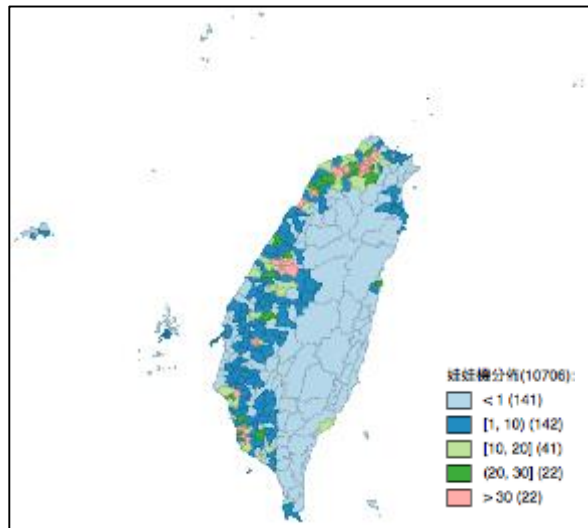 娃娃機分佈(10706):
< 1 (141)
[1, 10) (142)
[10, 20] (41)
(20, 30] (22)
> 30 (22)